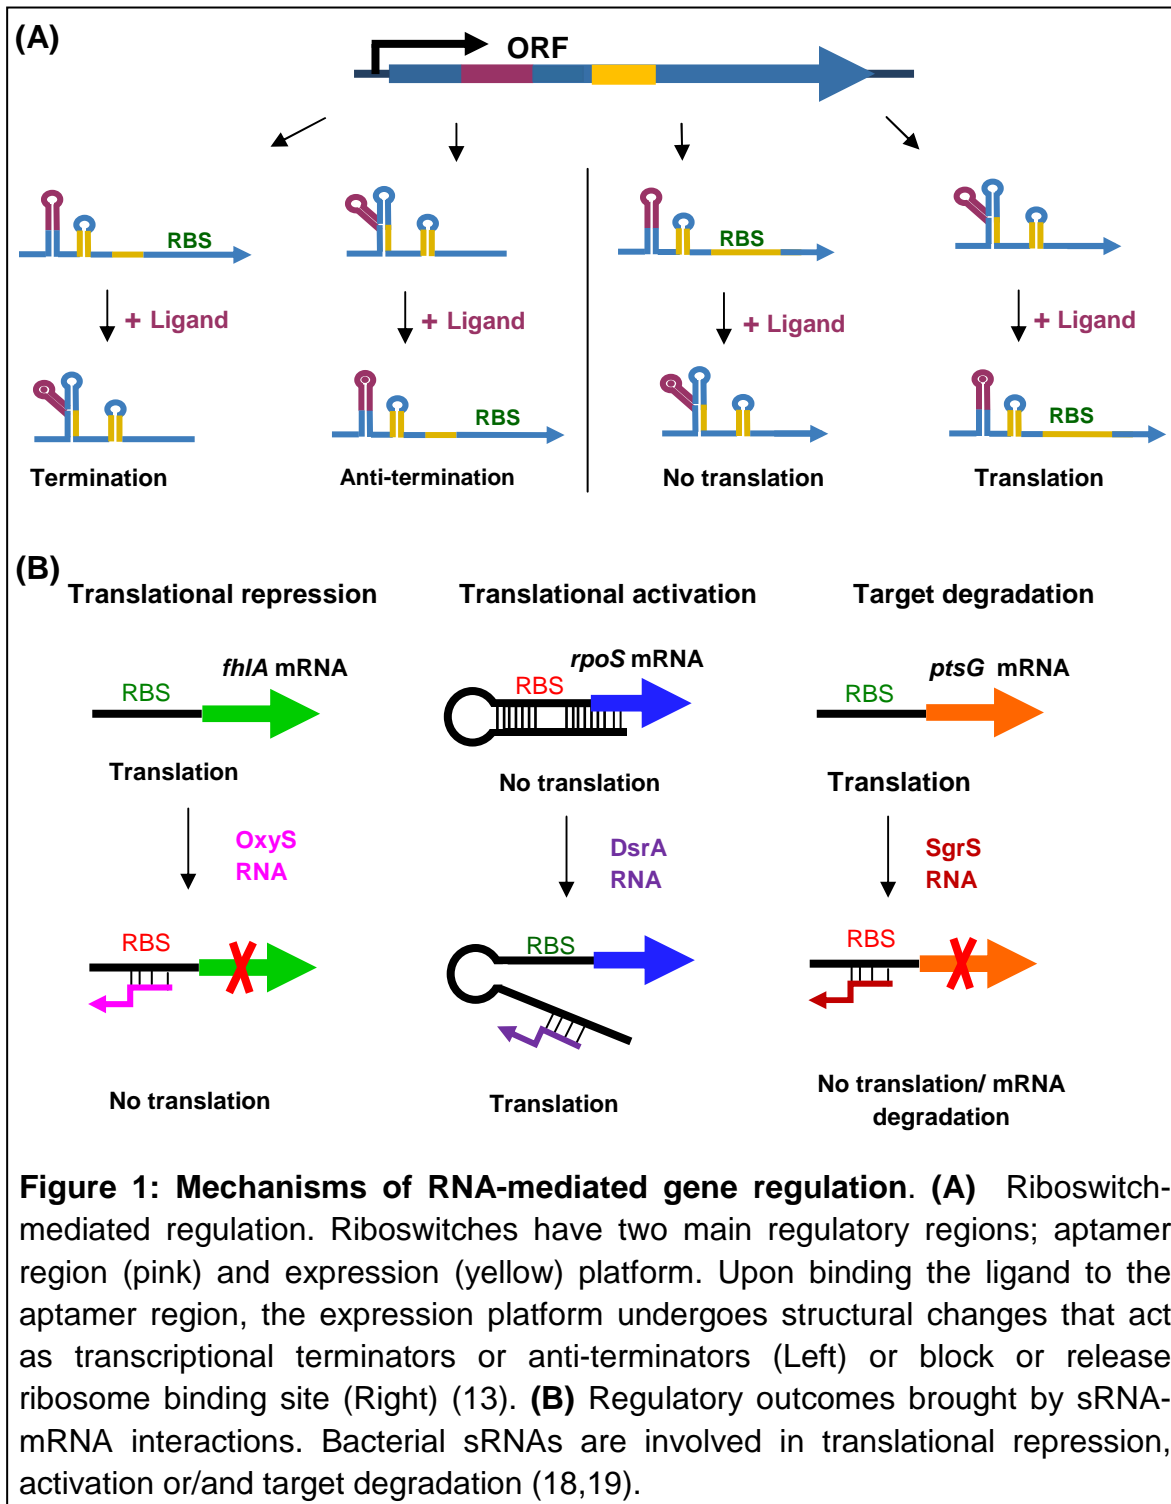 (A)
ORF
RBS
RBS
+ Ligand
+ Ligand
+ Ligand
+ Ligand
RBS
RBS
Termination
Anti-termination
No translation
Translation
(B)
Translational repression
Translational activation
Target degradation
fhlA mRNA
rpoS mRNA
ptsG mRNA
RBS
RBS
RBS
Translation
No translation
Translation
OxyS
RNA
DsrA
RNA
SgrS
RNA
RBS
RBS
RBS
No translation
Translation
No translation/ mRNA
degradation
Figure 1: Mechanisms of RNA-mediated gene regulation. (A) Riboswitch-
mediated regulation. Riboswitches have two main regulatory regions; aptamer
region (pink) and expression (yellow) platform. Upon binding the ligand to the
aptamer region, the expression platform undergoes structural changes that act
as transcriptional terminators or anti-terminators (Left) or block or release
ribosome binding site (Right) (13). (B) Regulatory outcomes brought by sRNA-
mRNA interactions. Bacterial sRNAs are involved in translational repression,
activation or/and target degradation (18,19).